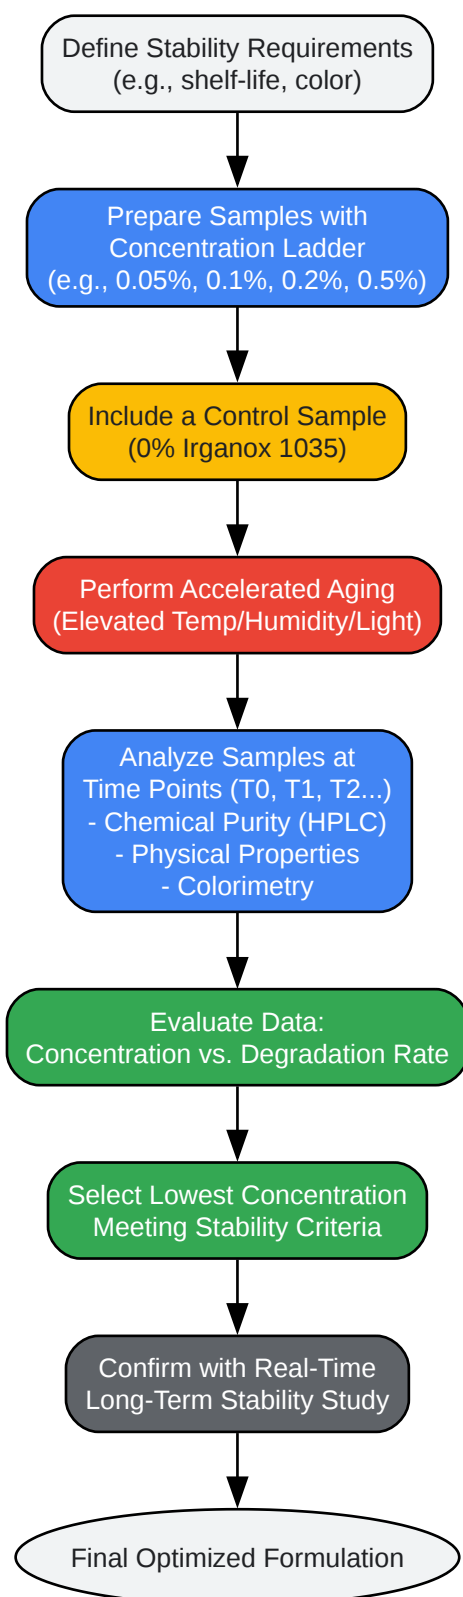 Define Stability Requirements
(e.g., shelf-life, color)
Prepare Samples with
Concentration Ladder
(e.g., 0.05%, 0.1%, 0.2%, 0.5%)
Include a Control Sample
(0% Irganox 1035)
Perform Accelerated Aging
(Elevated Temp/Humidity/Light)
Analyze Samples at
Time Points (T0, T1, T2...)
- Chemical Purity (HPLC)
- Physical Properties
- Colorimetry
Evaluate Data:
Concentration vs. Degradation Rate
Select Lowest Concentration
Meeting Stability Criteria
Confirm with Real-Time
Long-Term Stability Study
Final Optimized Formulation